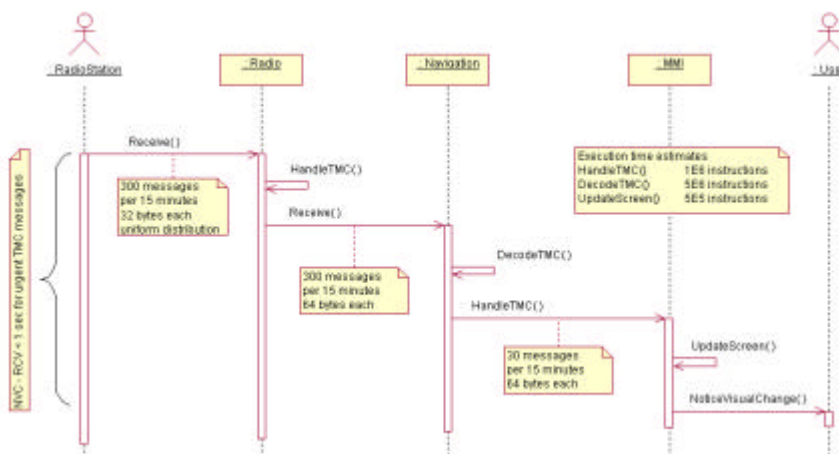 : RadioStation
: Radio
: Navigation
: MMI
: Use
Receive()
300 messages
per 15 minutes
32 bytes each
uniform distribution
HandleTMC()
Execution time estimates
HandleTMC() 1E6 instructions
DecodeTMC() 5E6 instructions
UpdateScreen() 5E5 instructions
Receive()
300 messages
per 15 minutes
64 bytes each
DecodeTMC()
HandleTMC()
30 messages
per 15 minutes
64 bytes each
UpdateScreen()
NoticeVisualChange()
NVC - RCV < 1 sec for urgent TMC messages